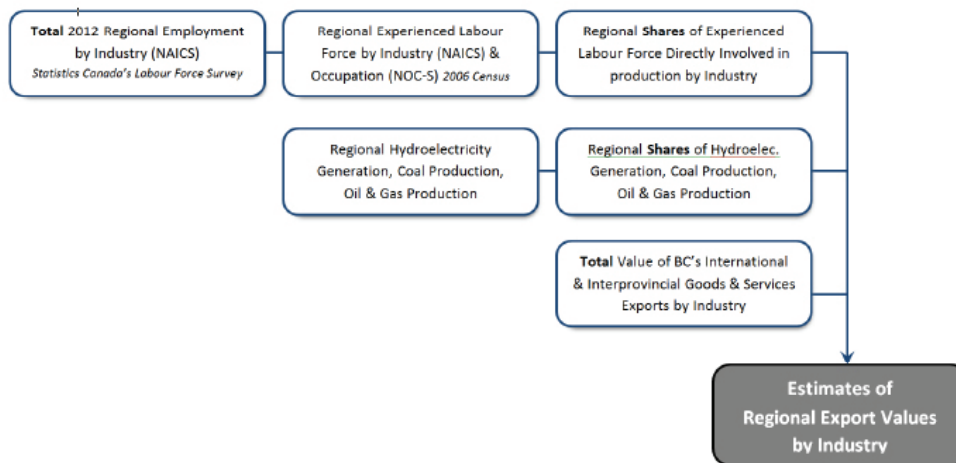 Total 2012 Regional Employment
by Industry (NAICS)
Statistics Canada's Labour Force Survey
Regional Experienced Labour
Force by Industry (NAICS) &
Occupation (NOC-S) 2006 Census
Regional Shares of Experienced
Labour Force Directly Involved in
production by Industry
Regional Hydroelectricity
Generation, Coal Production,
Oil & Gas Production
Regional Shares of Hydroelec.
Generation, Coal Production,
Oil & Gas Production
Total Value of BC's International
& Interprovincial Goods & Services
Exports by Industry
Estimates of
Regional Export Values
by Industry